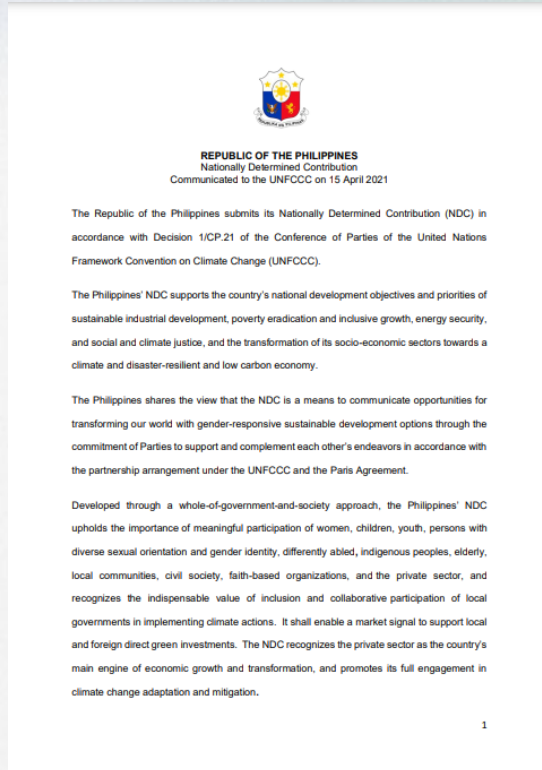 REPUBLIC OF THE PHILIPPINES
Nationally Determined Contribution
Communicated to the UNFCCC on 15 April 2021
The Republic of the Philippines submits its Nationally Determined Contribution (NDC) in
accordance with Decision 1/CP.21 of the Conference of Parties of the United Nations
Framework Convention on Climate Change (UNFCCC).
The Philippines' NDC supports the country's national development objectives and priorities of
sustainable industrial development, poverty eradication and inclusive growth, energy security,
and social and climate justice, and the transformation of its socio-economic sectors towards a
climate and disaster-resilient and low carbon economy.
The Philippines shares the view that the NDC is a means to communicate opportunities for
transforming our world with gender-responsive sustainable development options through the
commitment of Parties to support and complement each other's endeavors in accordance with
the partnership arrangement under the UNFCCC and the Paris Agreement.
Developed through a whole-of-government-and-society approach, the Philippines' NDC
upholds the importance of meaningful participation of women, children, youth, persons with
diverse sexual orientation and gender identity, differently abled, indigenous peoples, elderly,
local communities, civil society, faith-based organizations, and the private sector, and
recognizes the indispensable value of inclusion and collaborative participation of local
governments in implementing climate actions. It shall enable a market signal to support local
and foreign direct green investments. The NDC recognizes the private sector as the country's
main engine of economic growth and transformation, and promotes its full engagement in
climate change adaptation and mitigation.
1